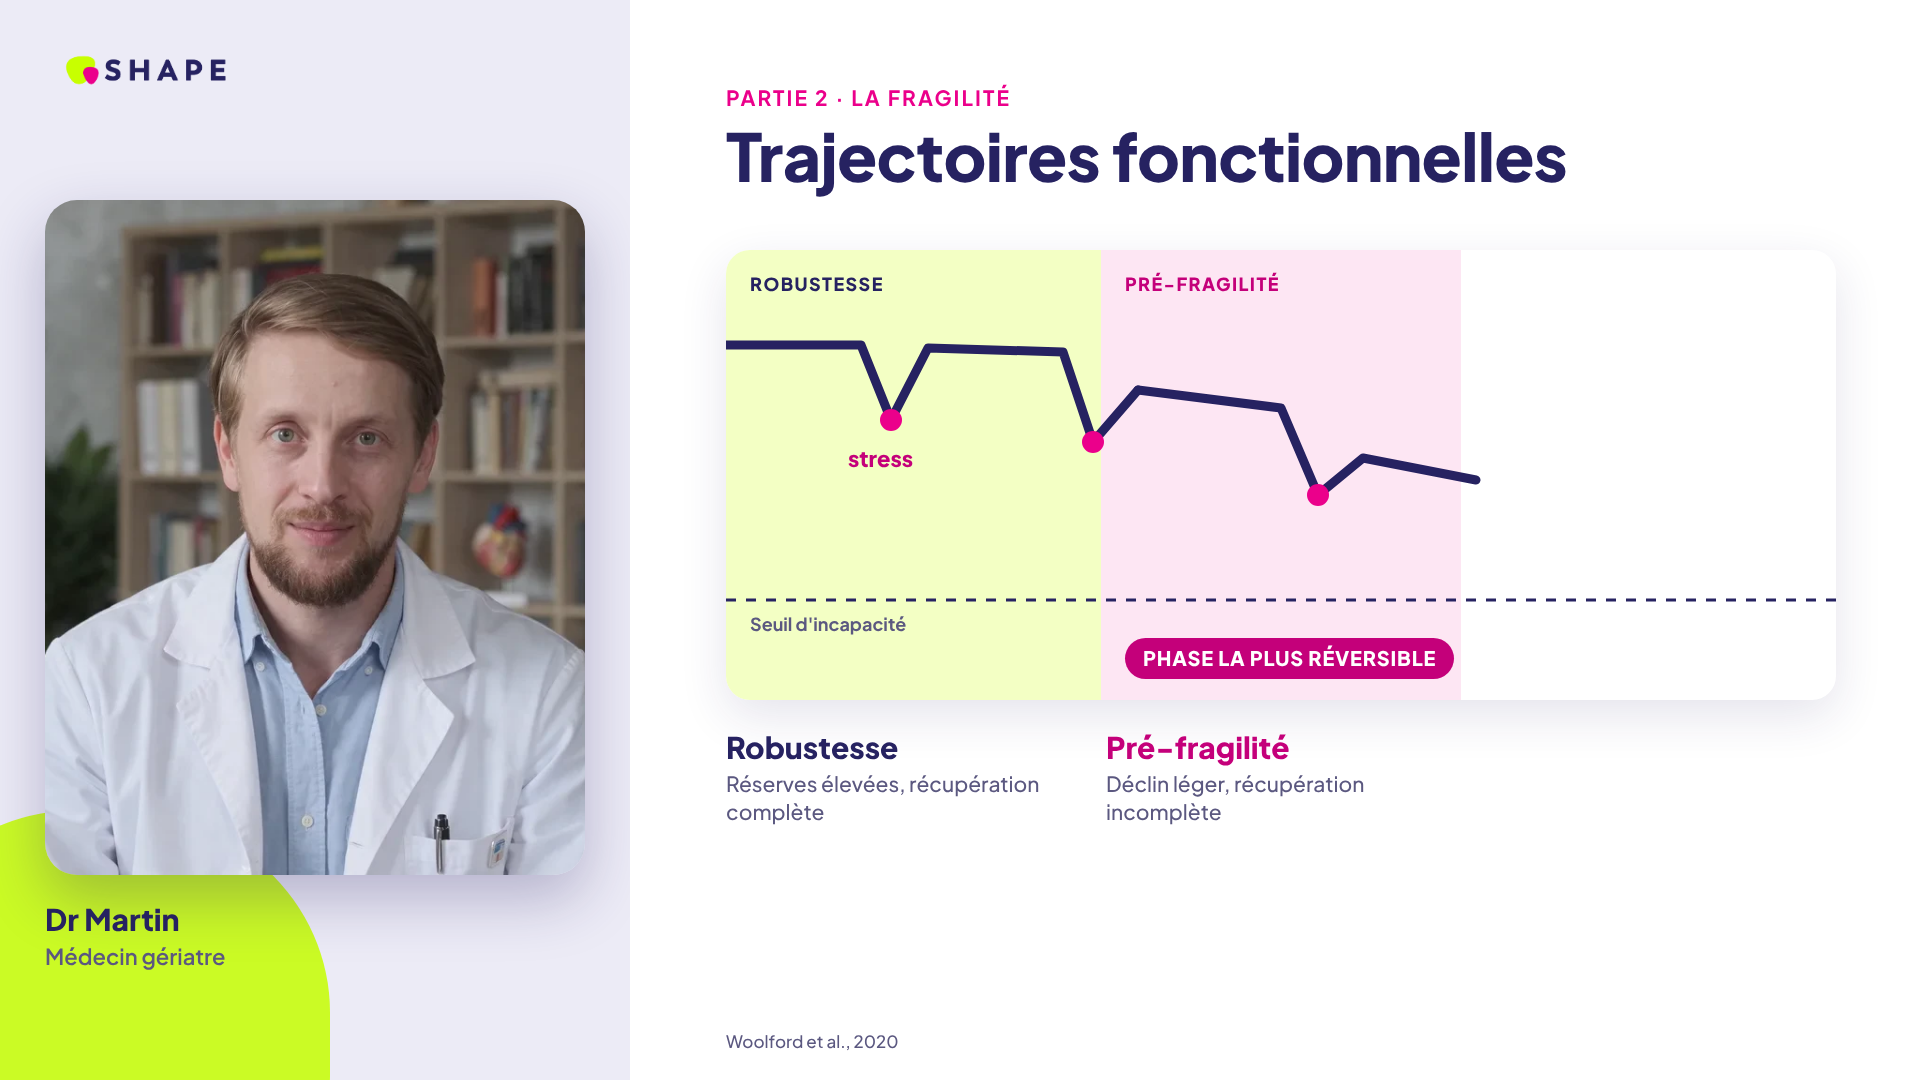 SHAPE
PARTIE 2 · LA FRAGILITÉ
Trajectoires fonctionnelles
ROBUSTESSE
PRÉ-FRAGILITÉ
stress
Seuil d'incapacité
PHASE LA PLUS RÉVERSIBLE
Robustesse
Réserves élevées, récupération
complète
Pré-fragilité
Déclin léger, récupération
incomplète
Dr Martin
Médecin gériatre
Woolford et al., 2020